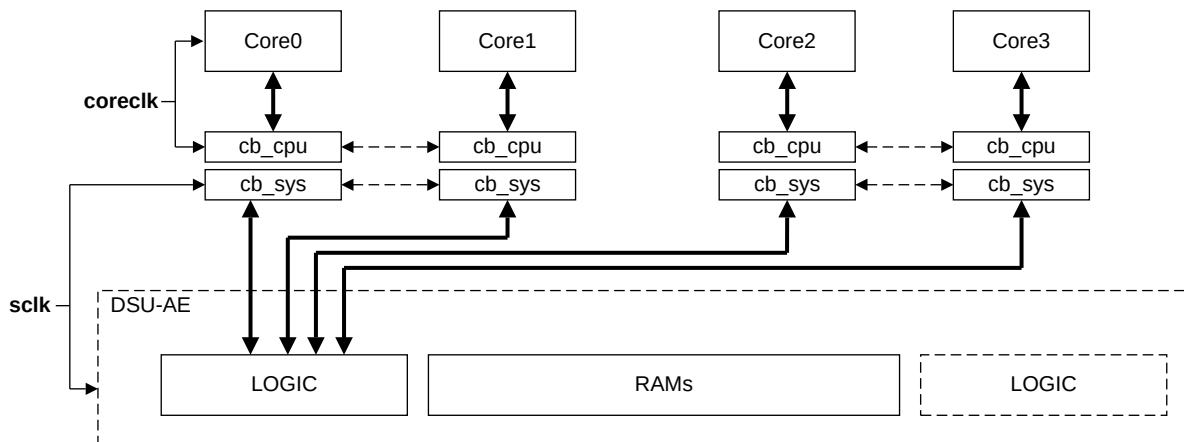 Core0
Core1
Core2
Core3
coreclk
cb_cpu
cb_cpu
cb_cpu
cb_cpu
cb_sys
cb_sys
cb_sys
cb_sys
sclk
DSU-AE
LOGIC
RAMs
LOGIC